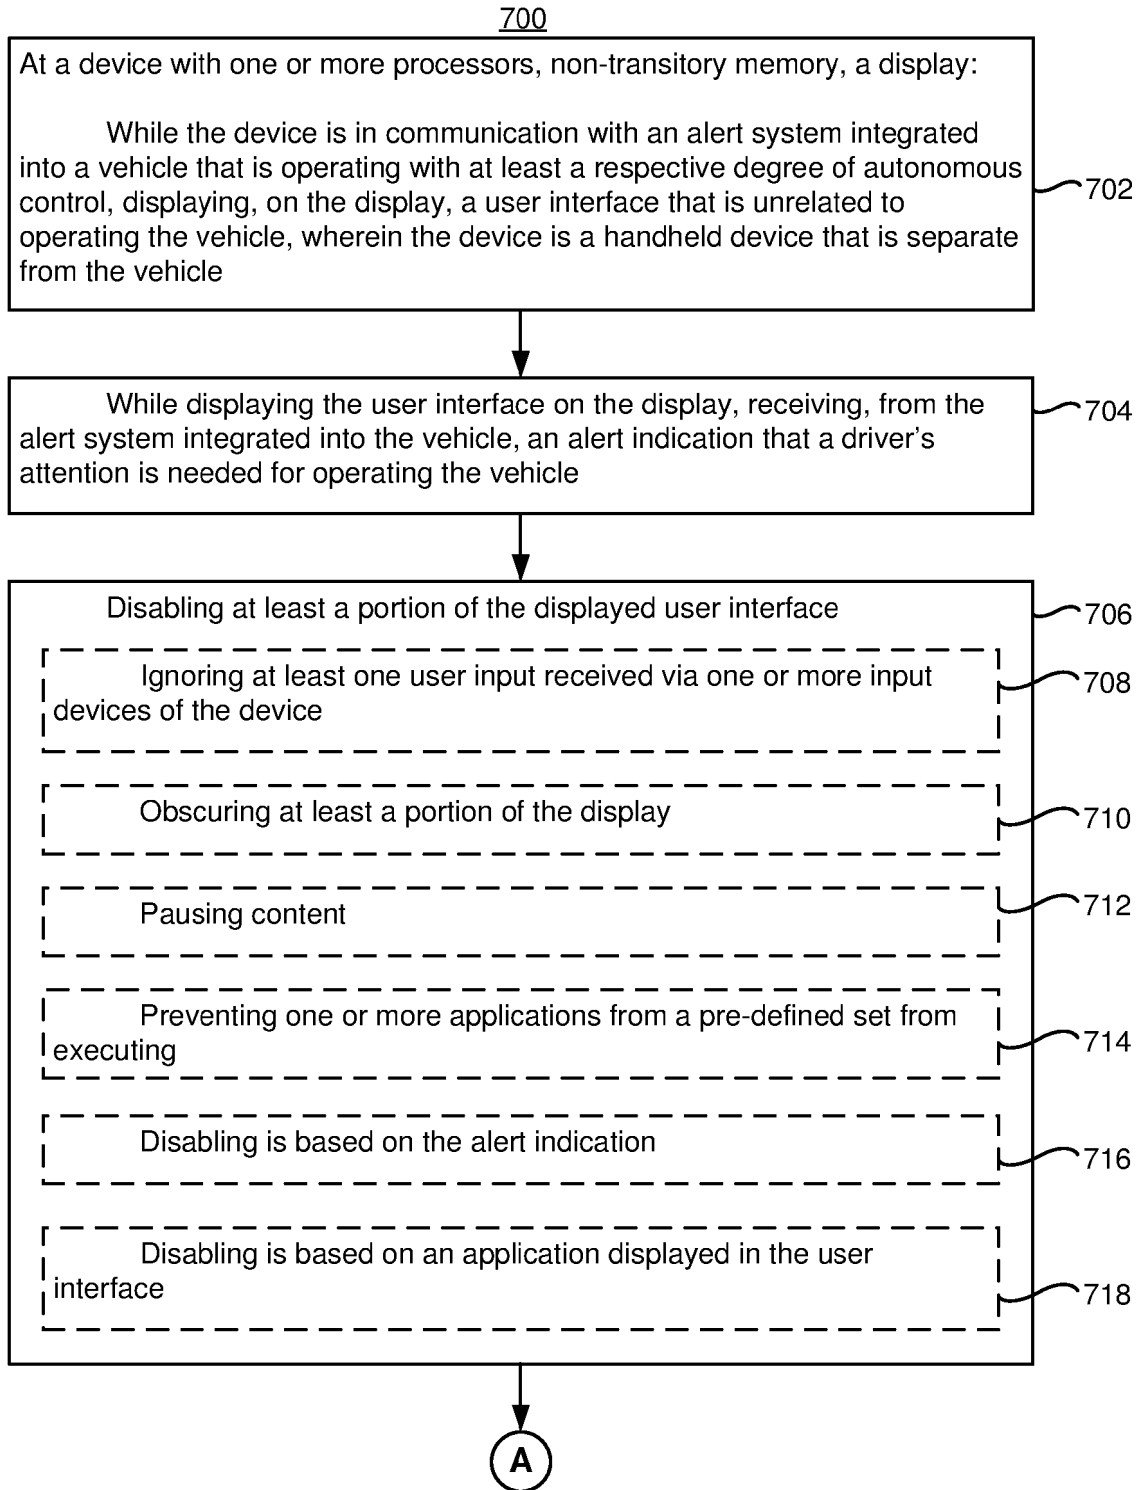 700
At a device with one or more processors, non-transitory memory, a display:
While the device is in communication with an alert system integrated
into a vehicle that is operating with at least a respective degree of autonomous
control, displaying, on the display, a user interface that is unrelated to
operating the vehicle, wherein the device is a handheld device that is separate
from the vehicle
702
While displaying the user interface on the display, receiving, from the
alert system integrated into the vehicle, an alert indication that a driver's
attention is needed for operating the vehicle
704
Disabling at least a portion of the displayed user interface
706
Ignoring at least one user input received via one or more input
devices of the device
708
Obscuring at least a portion of the display
710
Pausing content
712
Preventing one or more applications from a pre-defined set from
executing
714
Disabling is based on the alert indication
716
Disabling is based on an application displayed in the user
interface
718
A